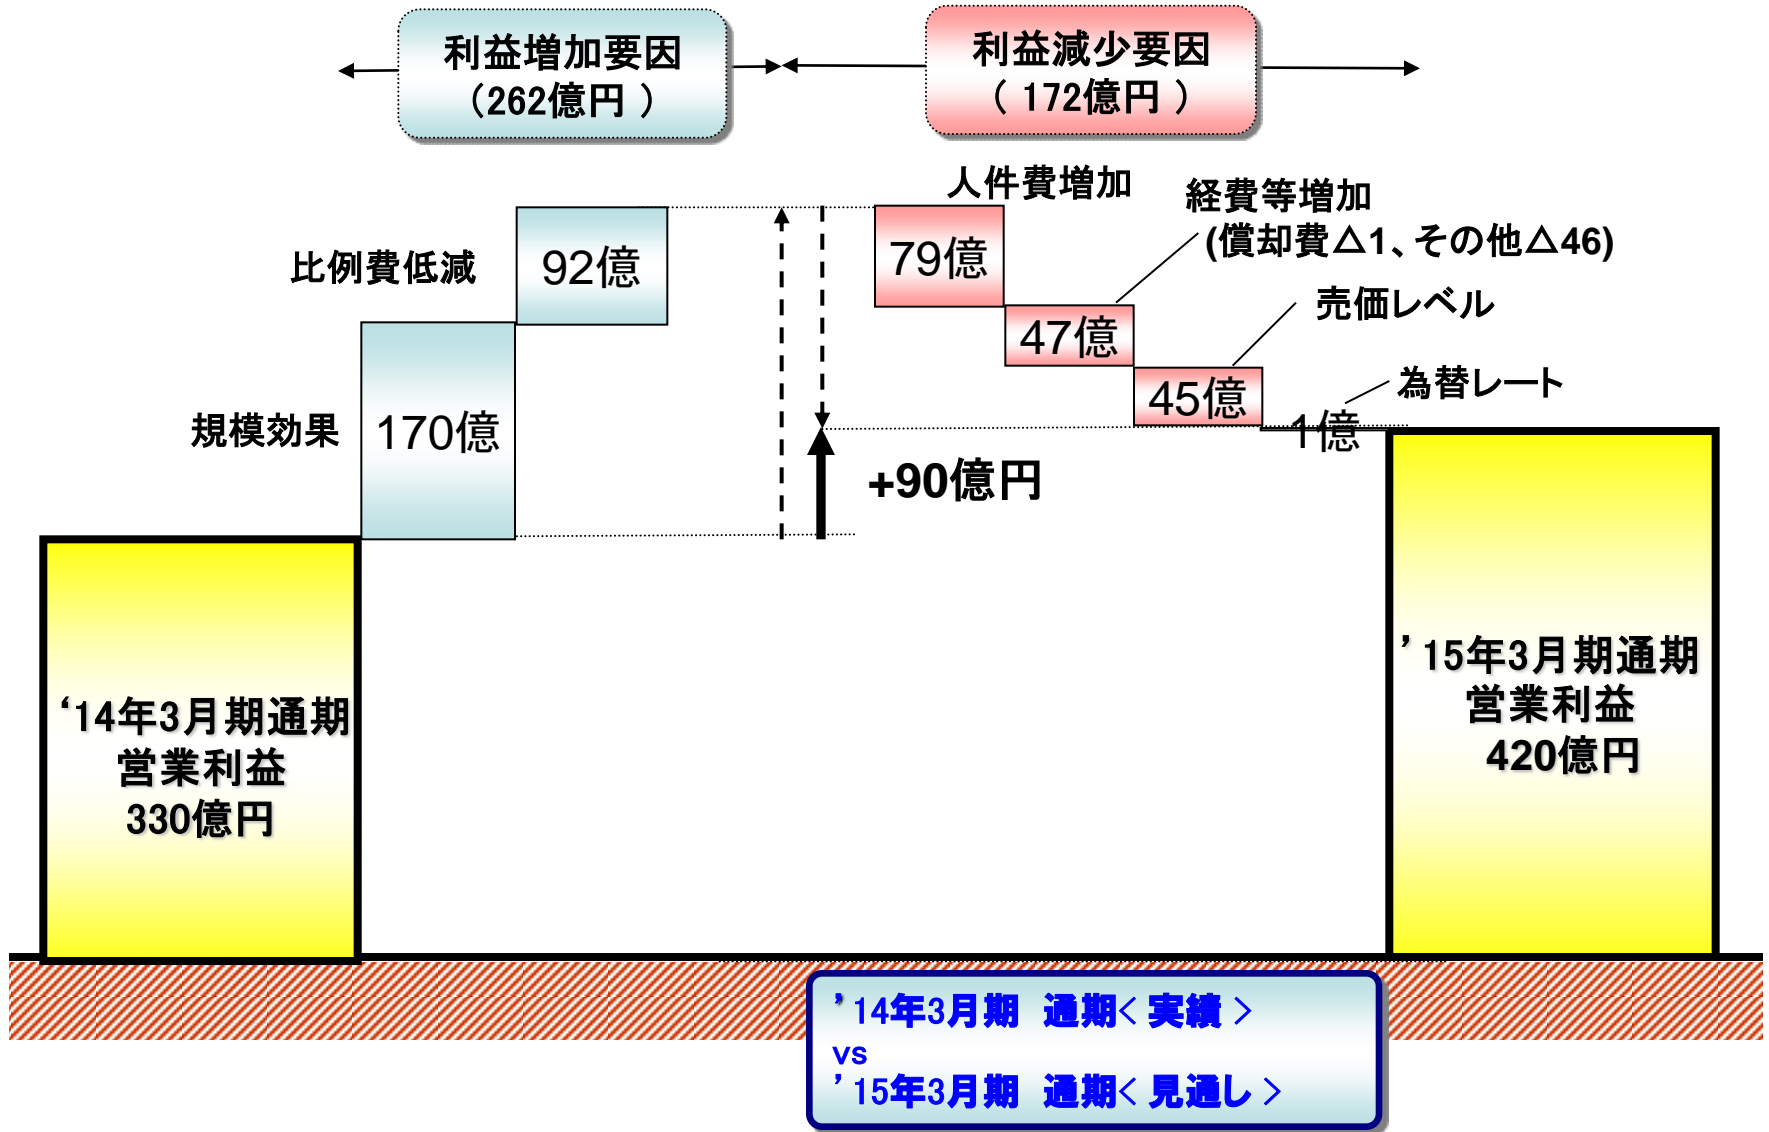 利益増加要因
(262億円 )
利益減少要因
( 172億円 )
人件費増加
経費等増加
(償却費△1、その他△46)
比例費低減
92億
79億
売価レベル
47億
為替レート
45億
1億
規模効果
170億
+90億円
‘14年3月期通期
営業利益
330億円
’15年3月期通期
営業利益
420億円
’14年3月期 通期< 実績 >
vs
’15年3月期 通期< 見通し >